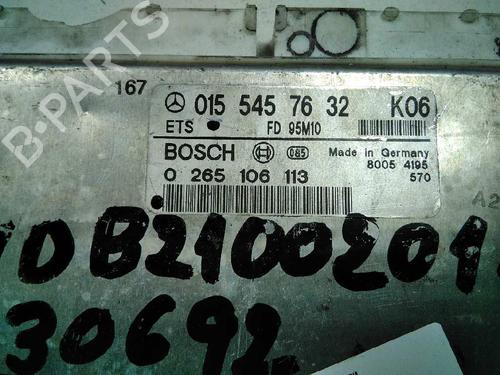 B-PARTS
167
015 545 76 32 K06
ETS FD 95M10
BOSCH Made in Germany
8005 4195
0 265 106 113 570
A2
DB2100201
30692